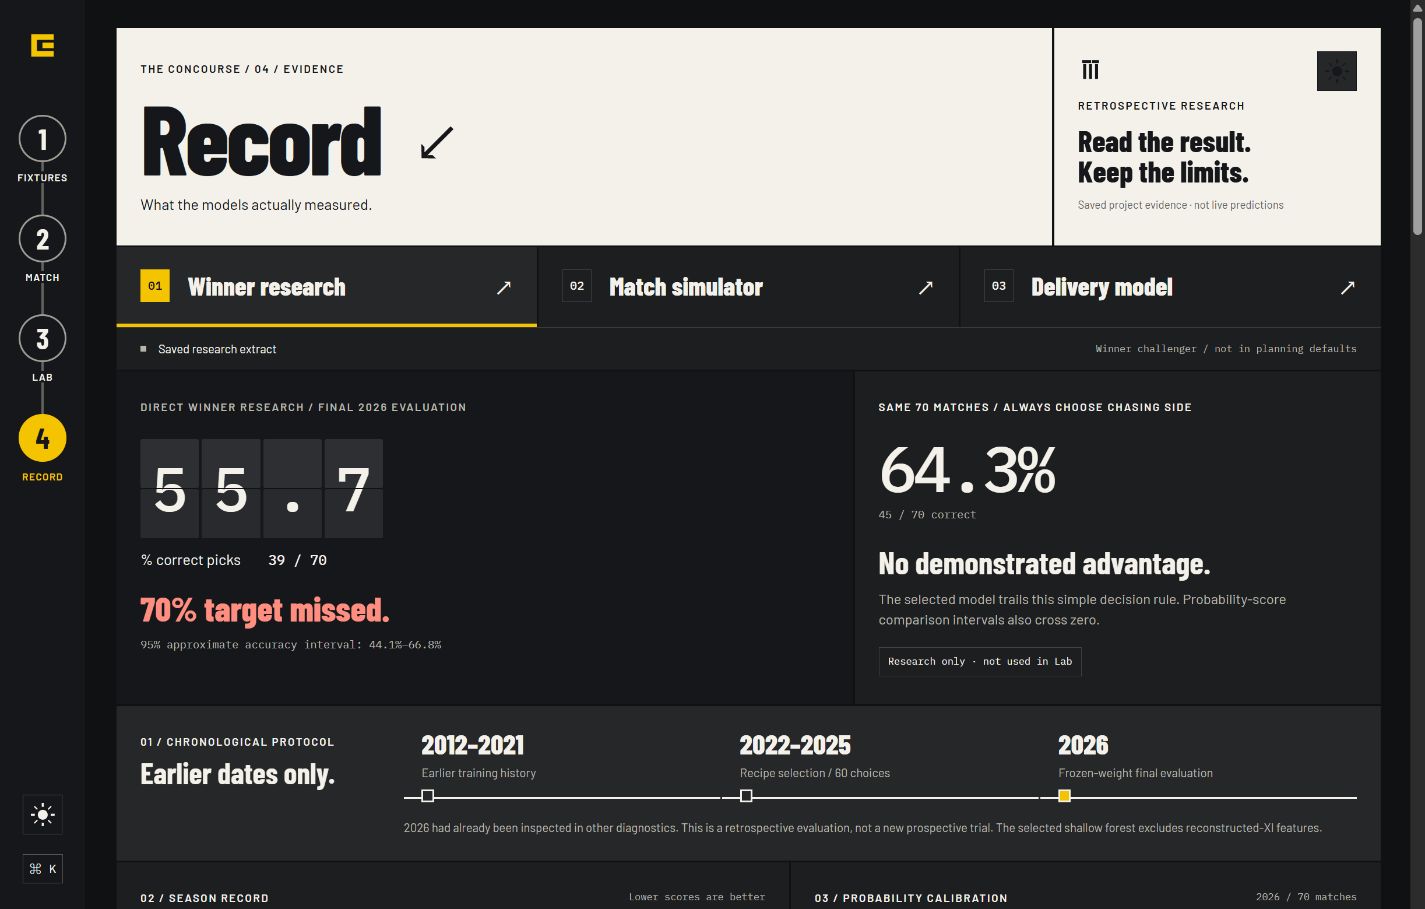 1
FIXTURES
2
MATCH
3
LAB
4
RECORD
⌘ K
THE CONCOURSE / 04 / EVIDENCE
Record
What the models actually measured.
RETROSPECTIVE RESEARCH
Read the result.
Keep the limits.
Saved project evidence · not live predictions
01 Winner research
02 Match simulator
03 Delivery model
Saved research extract
Winner challenger / not in planning defaults
DIRECT WINNER RESEARCH / FINAL 2026 EVALUATION
55.7
% correct picks 39 / 70
70% target missed.
95% approximate accuracy interval: 44.1%–66.8%
SAME 70 MATCHES / ALWAYS CHOOSE CHASING SIDE
64.3%
45 / 70 correct
No demonstrated advantage.
The selected model trails this simple decision rule. Probability-score
comparison intervals also cross zero.
Research only · not used in Lab
01 / CHRONOLOGICAL PROTOCOL
Earlier dates only.
2012–2021
Earlier training history
2022–2025
Recipe selection / 60 choices
2026
Frozen-weight final evaluation
2026 had already been inspected in other diagnostics. This is a retrospective evaluation, not a new prospective trial. The selected shallow forest excludes reconstructed-XI features.
02 / SEASON RECORD
Lower scores are better
03 / PROBABILITY CALIBRATION
2026 / 70 matches